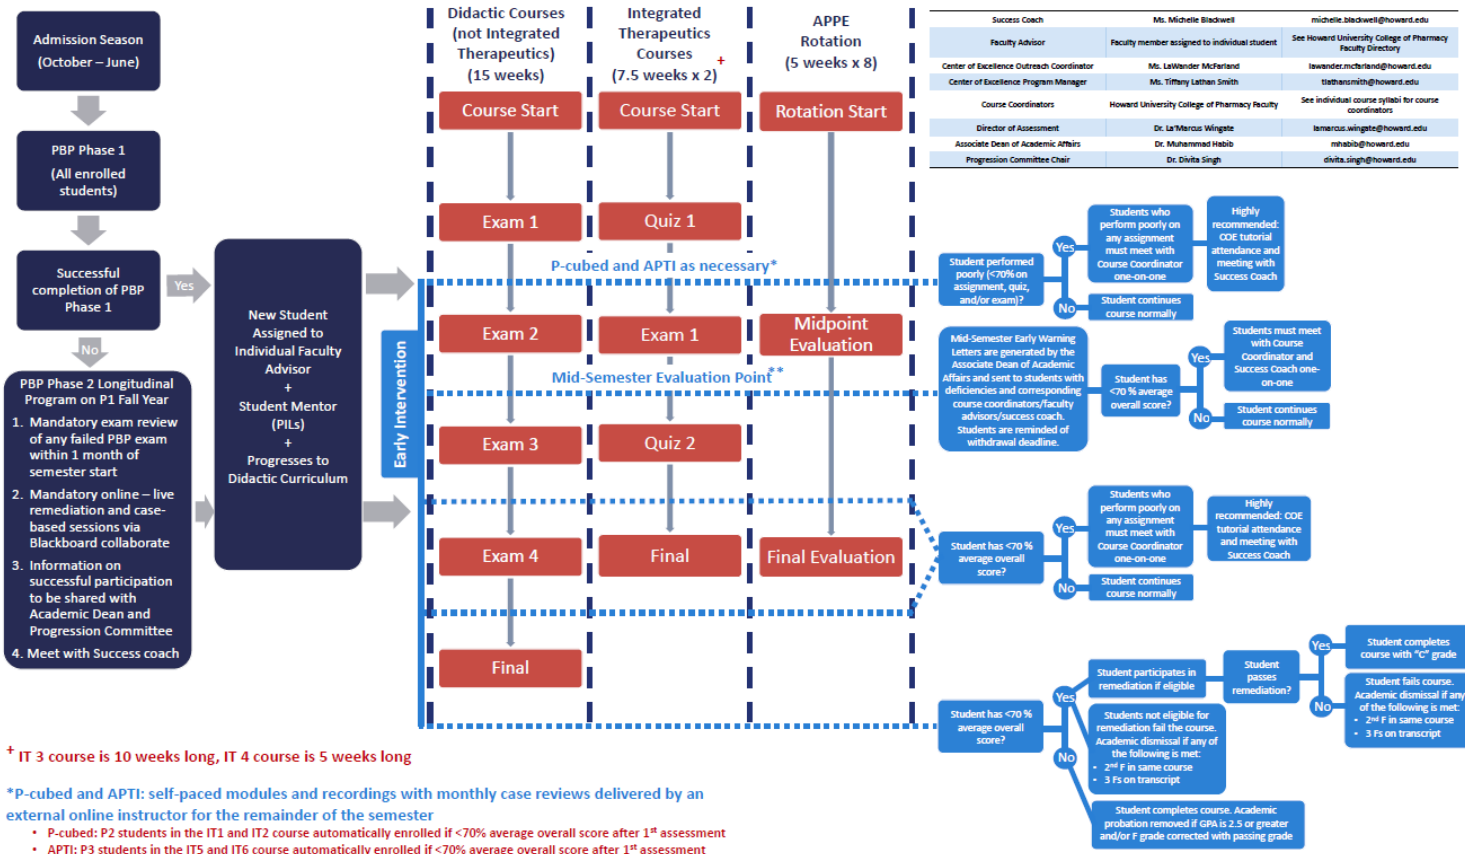 Admission Season
(October – June)
PBP Phase 1
(All enrolled
students)
Successful
completion of PBP
Phase 1
Yes
No
PBP Phase 2 Longitudinal
Program on P1 Fall Year
1. Mandatory exam review
of any failed PBP exam
within 1 month of
semester start
2. Mandatory online – live
remediation and case-
based sessions via
Blackboard collaborate
3. Information on
successful participation
to be shared with
Academic Dean and
Progression Committee
4. Meet with Success coach
New Student
Assigned to
Individual Faculty
Advisor
+
Student Mentor
(PILs)
+
Progresses to
Didactic Curriculum
Early Intervention
Didactic Courses
(not Integrated
Therapeutics)
(15 weeks)
Course Start
Exam 1
Exam 2
Exam 3
Exam 4
Final
Integrated
Therapeutics
Courses
(7.5 weeks x 2) +
Course Start
Quiz 1
Exam 1
Quiz 2
Final
APPE
Rotation
(5 weeks x 8)
Rotation Start
Midpoint
Evaluation
Final Evaluation
P-cubed and APTI as necessary*
Mid-Semester Evaluation Point**
Success Coach Ms. Michelle Blackwell michelle.blackwell@howard.edu
Faculty Advisor Faculty member assigned to individual student See Howard University College of Pharmacy
Faculty Directory
Center of Excellence Outreach Coordinator Ms. LaWander McFarland lawander.mcfarland@howard.edu
Center of Excellence Program Manager Ms. Tiffany Lathan Smith tlathansmith@howard.edu
Course Coordinators Howard University College of Pharmacy Faculty See individual course syllabi for course
coordinators
Director of Assessment Dr. La'Marcus Wingate lamarcus.wingate@howard.edu
Associate Dean of Academic Affairs Dr. Muhammad Habib mhabib@howard.edu
Progression Committee Chair Dr. Divita Singh divita.singh@howard.edu
Student performed
poorly (<70% on
assignment, quiz,
and/or exam)?
Yes
Students who
perform poorly on
any assignment
must meet with
Course Coordinator
one-on-one
Highly
recommended:
COE tutorial
attendance and
meeting with
Success Coach
No
Student continues
course normally
Mid-Semester Early Warning
Letters are generated by the
Associate Dean of Academic
Affairs and sent to students with
deficiencies and corresponding
course coordinators/faculty
advisors/success coach.
Students are reminded of
withdrawal deadline.
Student has
<70 % average
overall score?
Yes
Students must meet
with Course
Coordinator and
Success Coach one-
on-one
No
Student continues
course normally
Student has <70 %
average overall
score?
Yes
Students who
perform poorly on
any assignment
must meet with
Course Coordinator
one-on-one
Highly
recommended: COE
tutorial attendance
and meeting with
Success Coach
No
Student continues
course normally
Student has <70 %
average overall
score?
Yes
Student participates in
remediation if eligible
Student
passes
remediation?
Yes
Student completes
course with "C" grade
No
Student fails course.
Academic dismissal if any
of the following is met:
• 2nd F in same course
• 3 Fs on transcript
Students not eligible for
remediation fail the course.
Academic dismissal if any of
the following is met:
• 2nd F in same course
• 3 Fs on transcript
No
Student completes course. Academic
probation removed if GPA is 2.5 or greater
and/or F grade corrected with passing grade
+ IT 3 course is 10 weeks long, IT 4 course is 5 weeks long
*P-cubed and APTI: self-paced modules and recordings with monthly case reviews delivered by an
external online instructor for the remainder of the semester
• P-cubed: P2 students in the IT1 and IT2 course automatically enrolled if <70% average overall score after 1st assessment
• APTI: P3 students in the IT5 and IT6 course automatically enrolled if <70% average overall score after 1st assessment